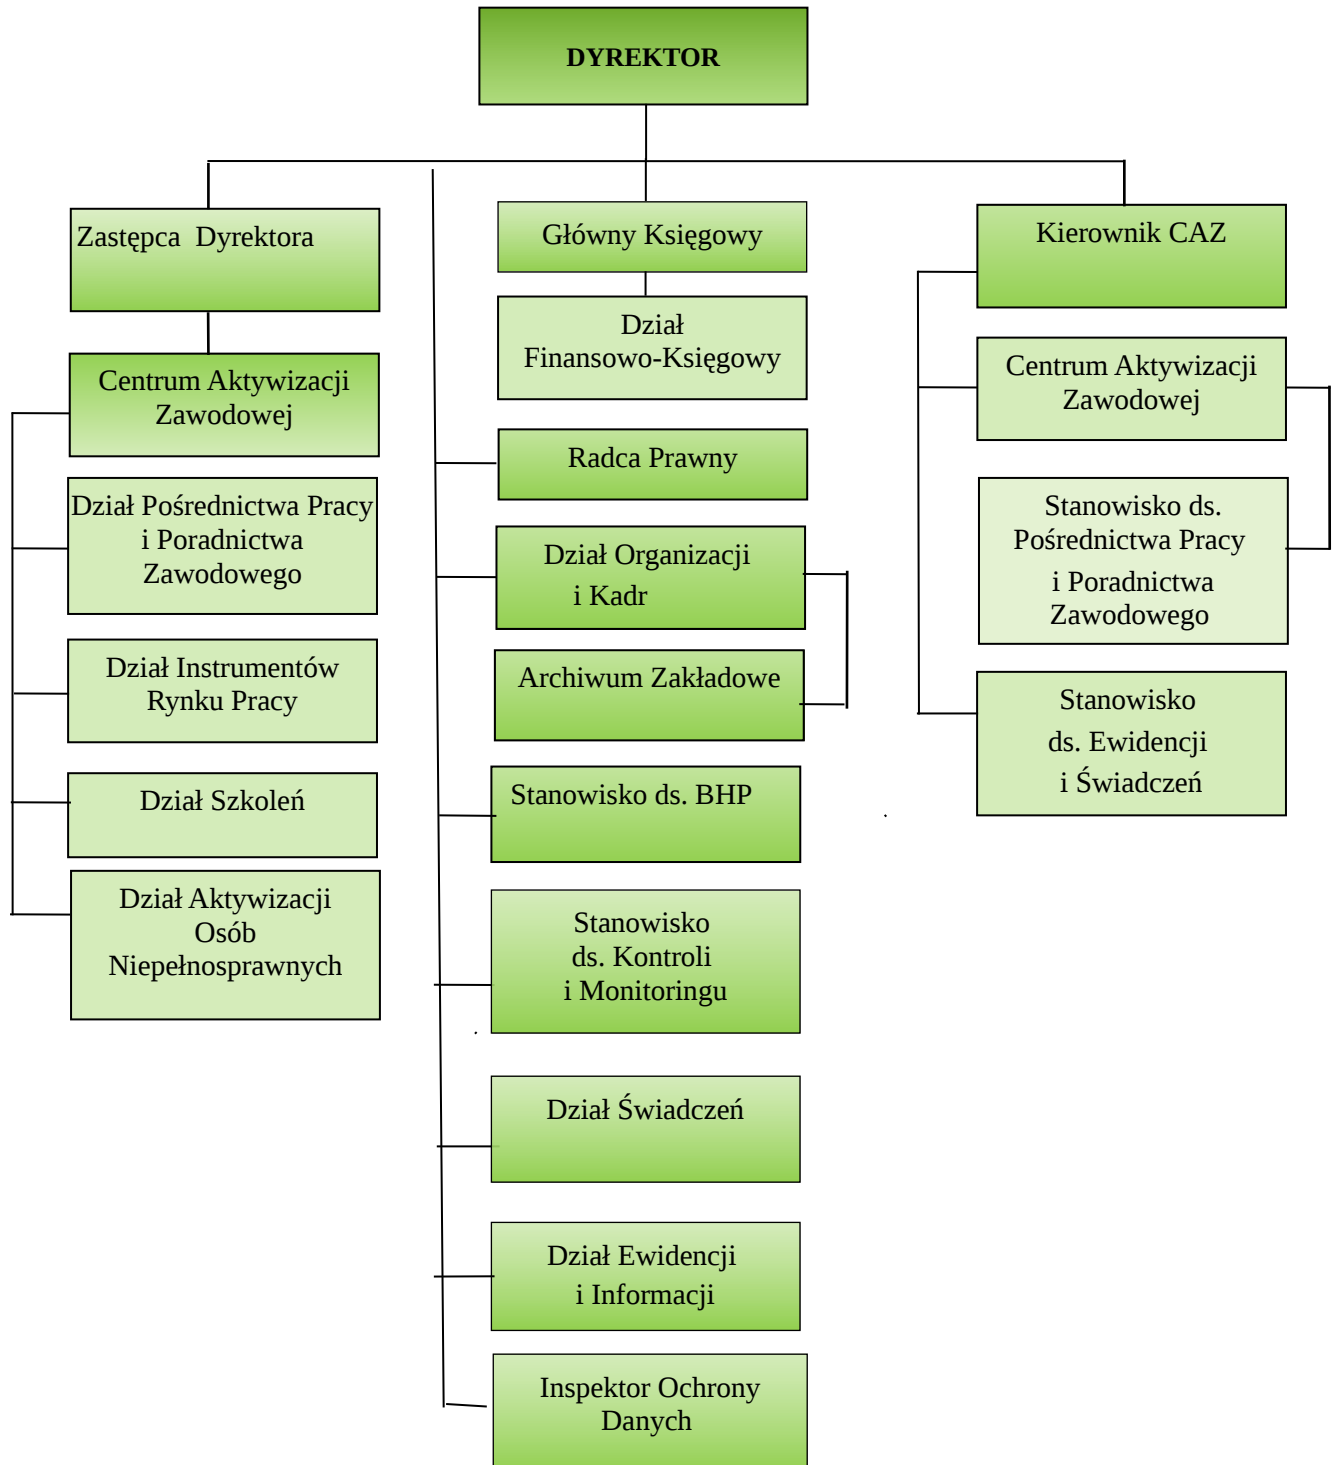 DYREKTOR
Zastępca Dyrektora
Centrum Aktywizacji
Zawodowej
Dział Pośrednictwa Pracy
i Poradnictwa
Zawodowego
Dział Instrumentów
Rynku Pracy
Dział Szkoleń
Dział Aktywizacji
Osób
Niepełnosprawnych
Główny Księgowy
Dział
Finansowo-Księgowy
Radca Prawny
Dział Organizacji
i Kadr
Archiwum Zakładowe
Stanowisko ds. BHP
Stanowisko
ds. Kontroli
i Monitoringu
Dział Świadczeń
Dział Ewidencji
i Informacji
Inspektor Ochrony
Danych
Kierownik CAZ
Centrum Aktywizacji
Zawodowej
Stanowisko ds.
Pośrednictwa Pracy
i Poradnictwa
Zawodowego
Stanowisko
ds. Ewidencji
i Świadczeń